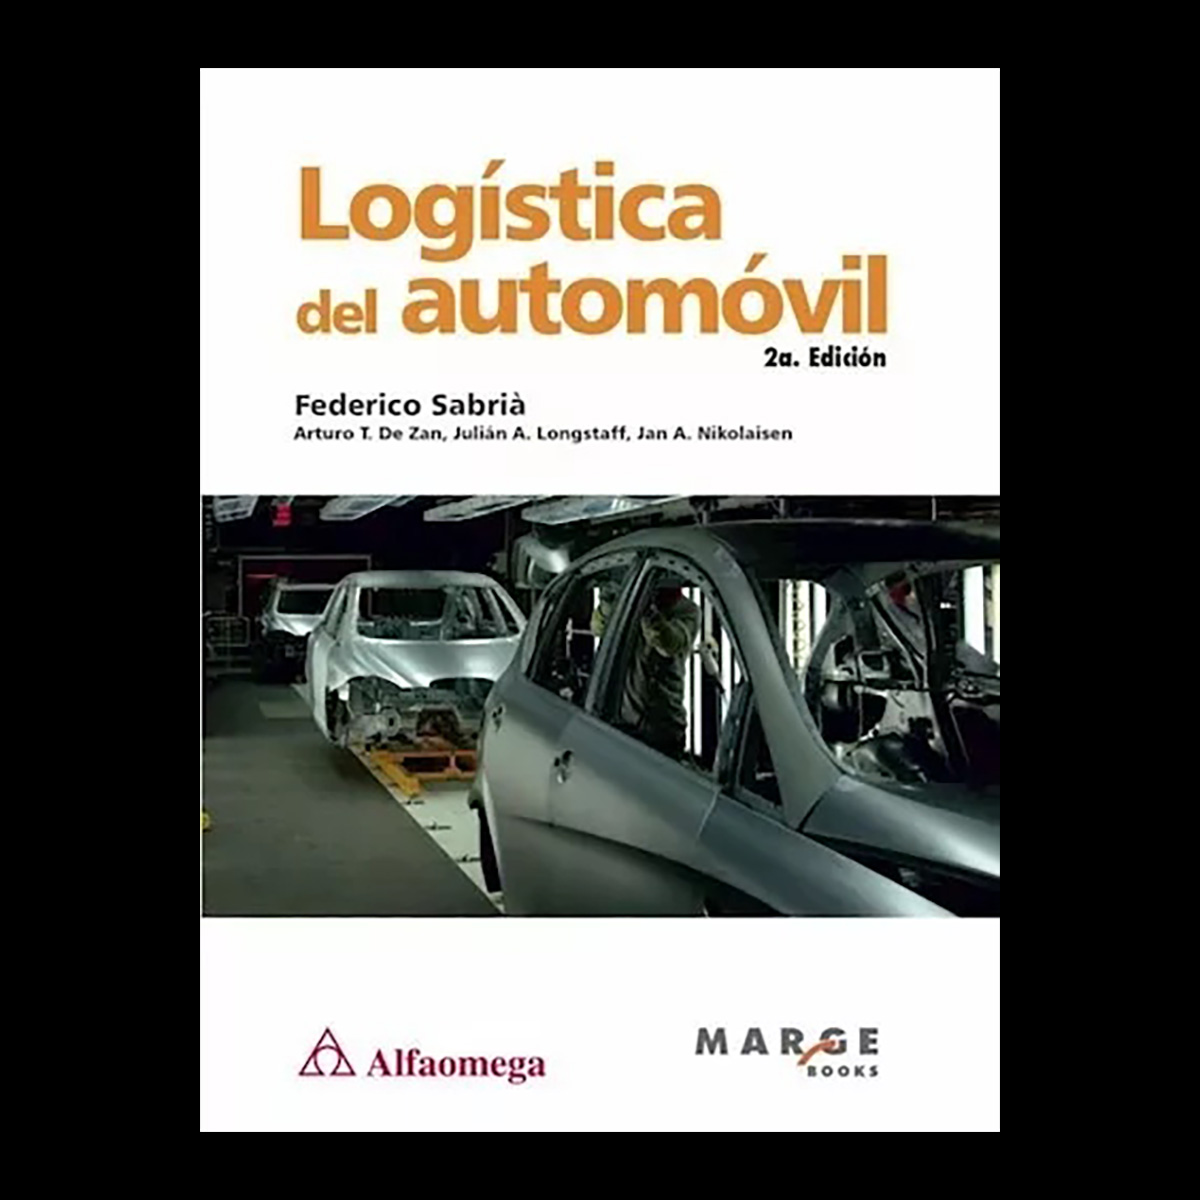 Logística
del automóvil
2a. Edición
Federico Sabrià
Arturo T. De Zan, Julián A. Longstaff, Jan A. Nikolaisen
Alfaomega
MARGE
BOOKS